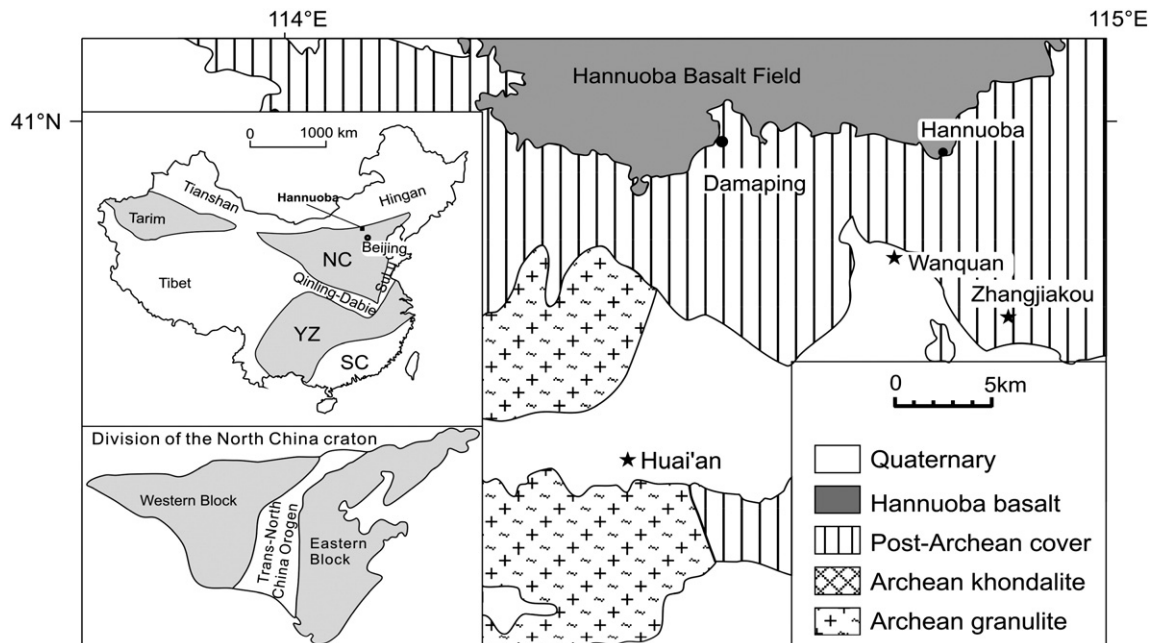 114°E
115°E
41°N
Hannuoba Basalt Field
Hannuoba
Damaping
Wanquan
Zhangjiakou
Huai'an
0 1000 km
Tianshan
Hannuoba
Hingan
Tarim
Beijing
NC
Sulu
Tibet
Qinling-Dabie
YZ
SC
Division of the North China craton
Western Block
Trans-North
China Orogen
Eastern
Block
0 5km
Quaternary
Hannuoba basalt
Post-Archean cover
Archean khondalite
Archean granulite